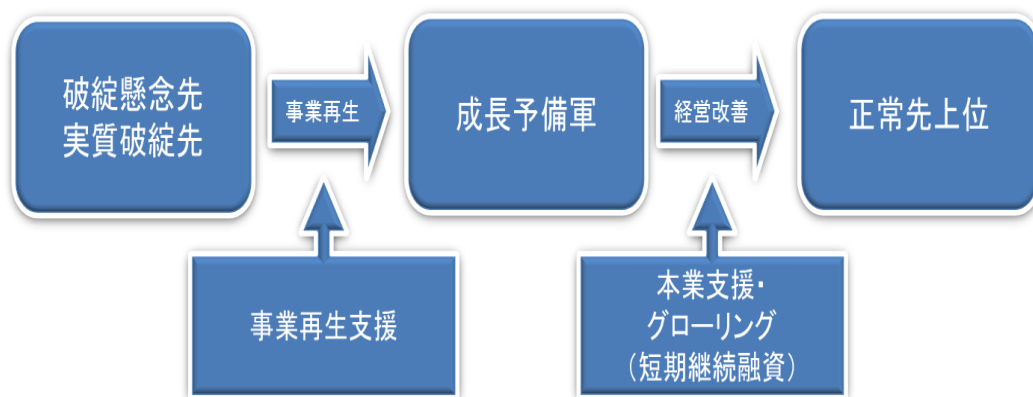 破綻懸念先
実質破綻先
事業再生
成長予備軍
経営改善
正常先上位
事業再生支援
本業支援・
グローリング
（短期継続融資）